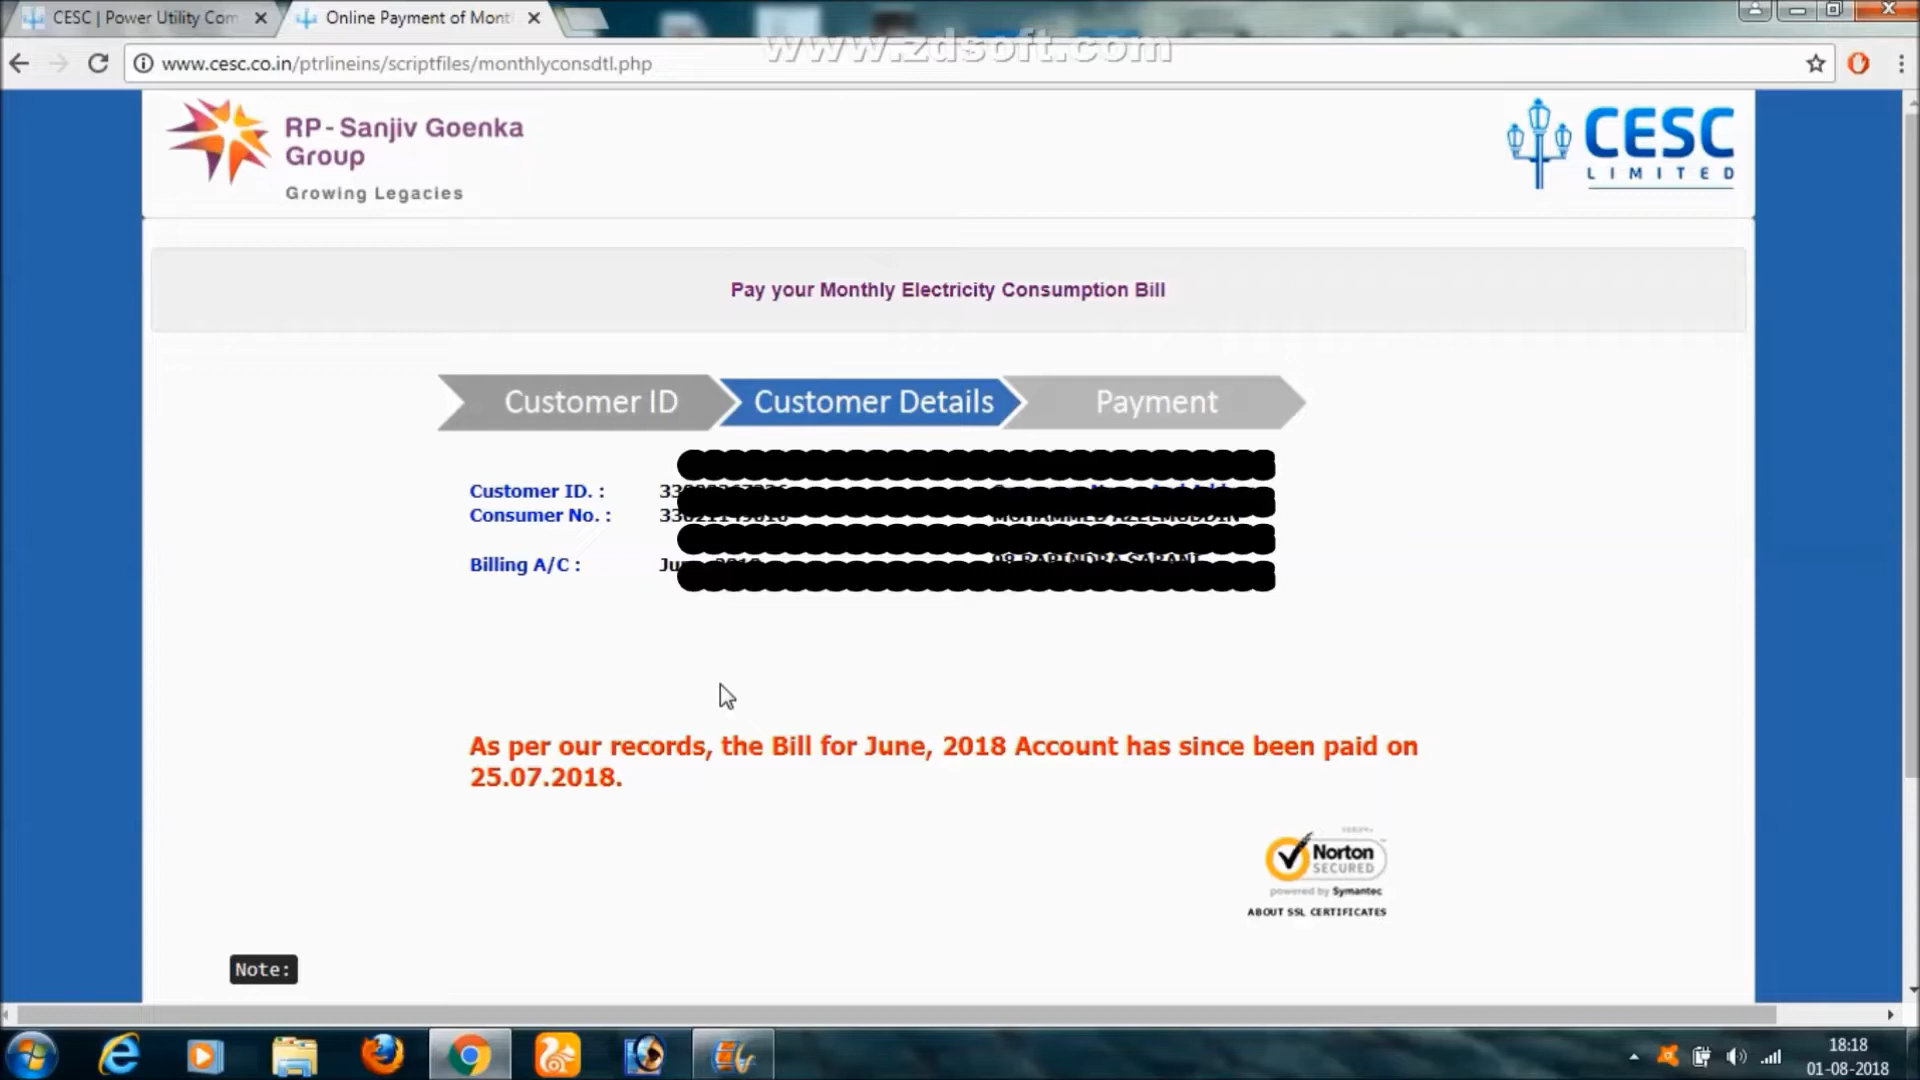 CESC | Power Utility Com
Online Payment of Mont
www.zdsoft.com
www.cesc.co.in/ptrlineins/scriptfiles/monthlyconsdtl.php
RP-Sanjiv Goenka
Group
Growing Legacies
CESC
LIMITED
Pay your Monthly Electricity Consumption Bill
Customer ID
Customer Details
Payment
Customer ID. :
Consumer No. :
Billing A/C :
As per our records, the Bill for June, 2018 Account has since been paid on
25.07.2018.
Norton
SECURED
powered by Symantec
ABOUT SSL CERTIFICATES
Note:
18:18
01-08-2018